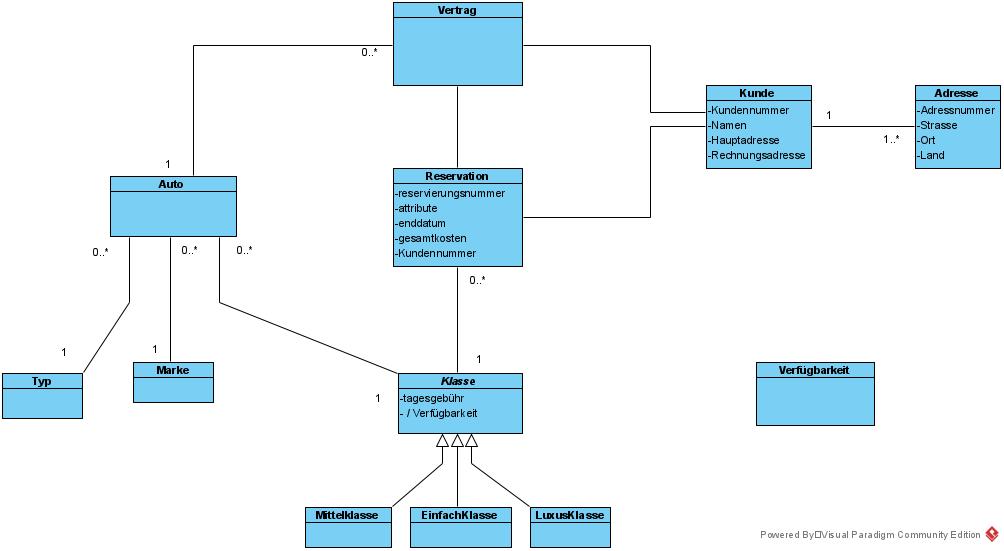 Vertrag
0..*
Kunde
-Kundennummer
-Namen
-Hauptadresse
-Rechnungsadresse
1
1..*
Adresse
-Adressnummer
-Strasse
-Ort
-Land
1
Auto
Reservation
-reservierungsnummer
-attribute
-enddatum
-gesamtkosten
-Kundennummer
0..*
0..*
0..*
0..*
1
1
1
Typ
Marke
Klasse
-tagesgebühr
- / Verfügbarkeit
1
Verfügbarkeit
Mittelklasse
EinfachKlasse
LuxusKlasse
Powered By Visual Paradigm Community Edition